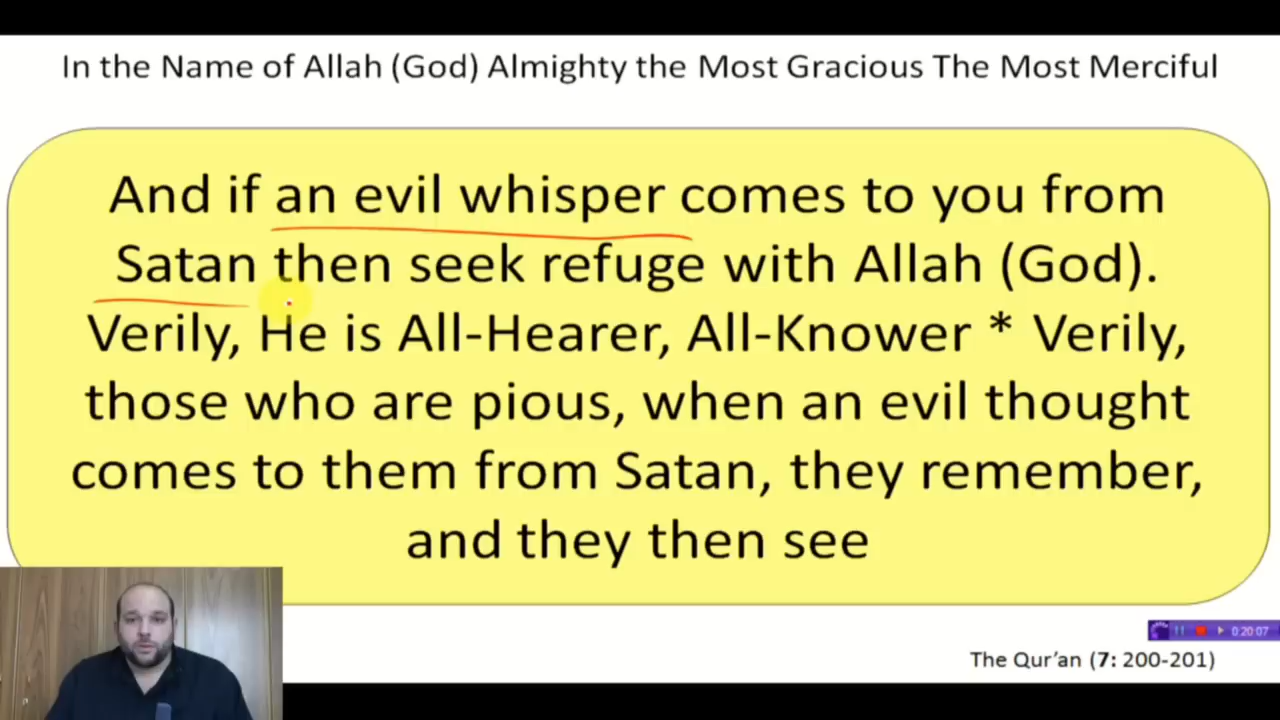 In the Name of Allah (God) Almighty the Most Gracious The Most Merciful
And if an evil whisper comes to you from
Satan then seek refuge with Allah (God).
Verily, He is All-Hearer, All-Knower * Verily,
those who are pious, when an evil thought
comes to them from Satan, they remember,
and they then see
0:20:07
The Qur'an (7: 200-201)